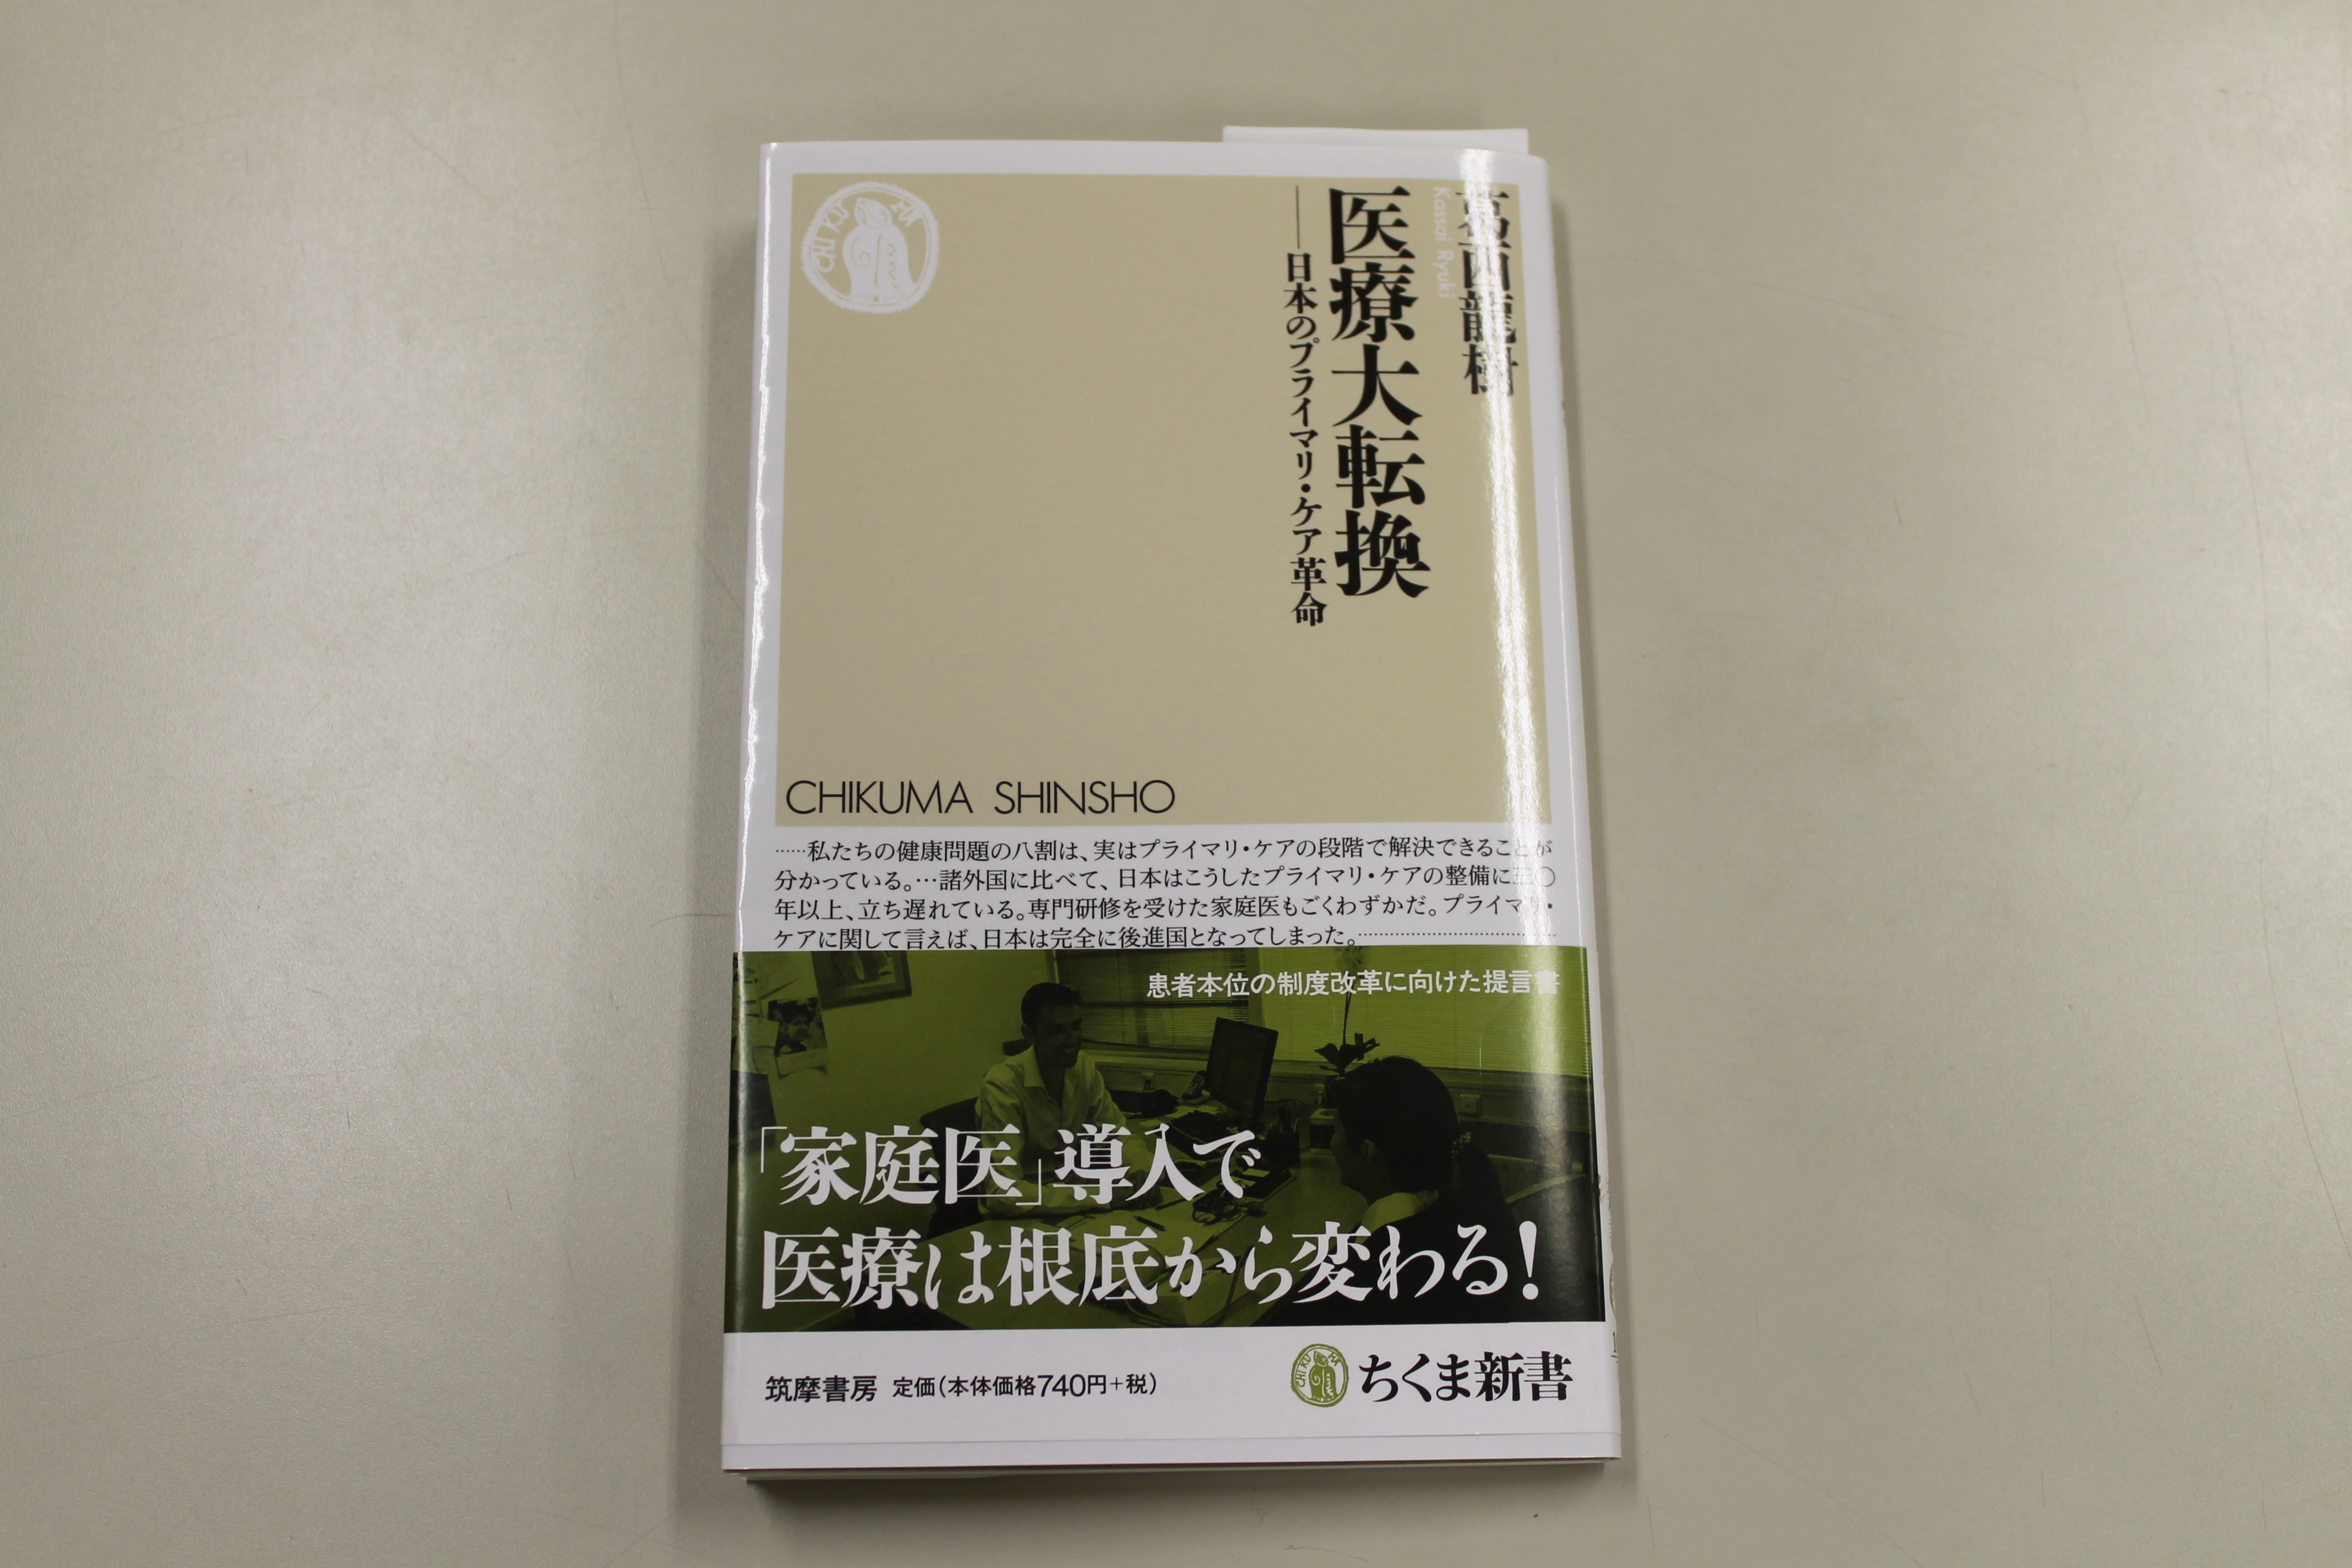 葛西龍樹
Kassai Ryuki
医療大転換
──日本のプライマリ・ケア革命
CHIKUMA
CHIKUMA SHINSHO
……私たちの健康問題の八割は、実はプライマリ・ケアの段階で解決できることが
分かっている。…諸外国に比べて、日本はこうしたプライマリ・ケアの整備に三〇
年以上、立ち遅れている。専門研修を受けた家庭医もごくわずかだ。プライマリ・
ケアに関して言えば、日本は完全に後進国となってしまった。……………………………
患者本位の制度改革に向けた提言書
「家庭医」導入で
医療は根底から変わる！
筑摩書房 定価（本体価格740円+税）
CHIKUMA
ちくま新書